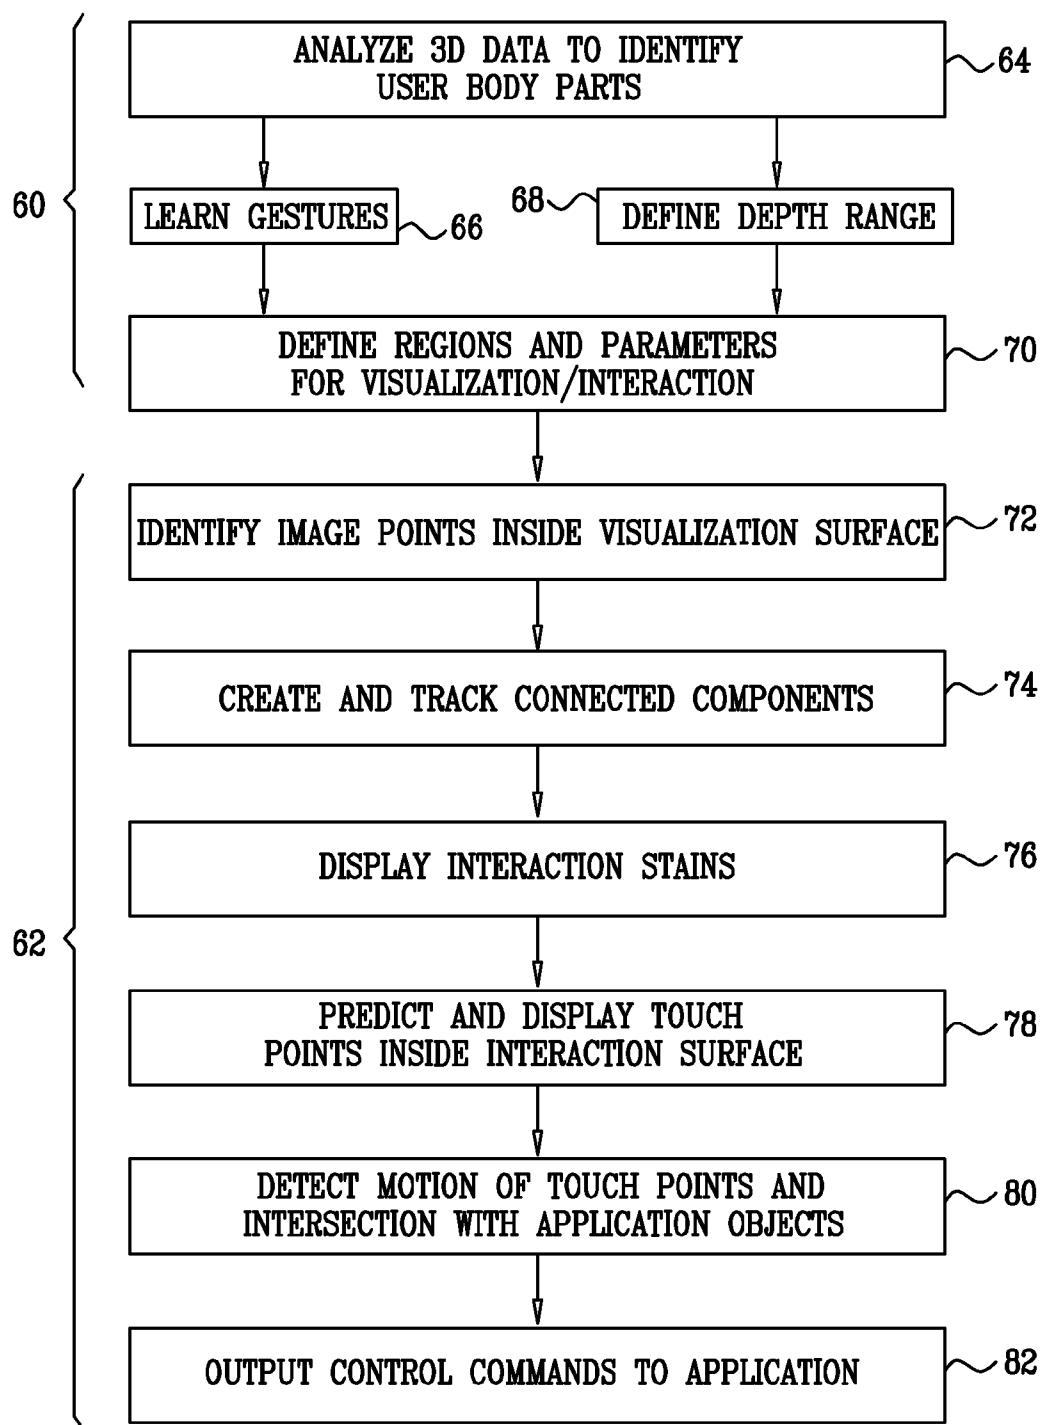 ANALYZE 3D DATA TO IDENTIFY
USER BODY PARTS
64
60
LEARN GESTURES
66
68
DEFINE DEPTH RANGE
DEFINE REGIONS AND PARAMETERS
FOR VISUALIZATION/INTERACTION
70
IDENTIFY IMAGE POINTS INSIDE VISUALIZATION SURFACE
72
CREATE AND TRACK CONNECTED COMPONENTS
74
DISPLAY INTERACTION STAINS
76
62
PREDICT AND DISPLAY TOUCH
POINTS INSIDE INTERACTION SURFACE
78
DETECT MOTION OF TOUCH POINTS AND
INTERSECTION WITH APPLICATION OBJECTS
80
OUTPUT CONTROL COMMANDS TO APPLICATION
82